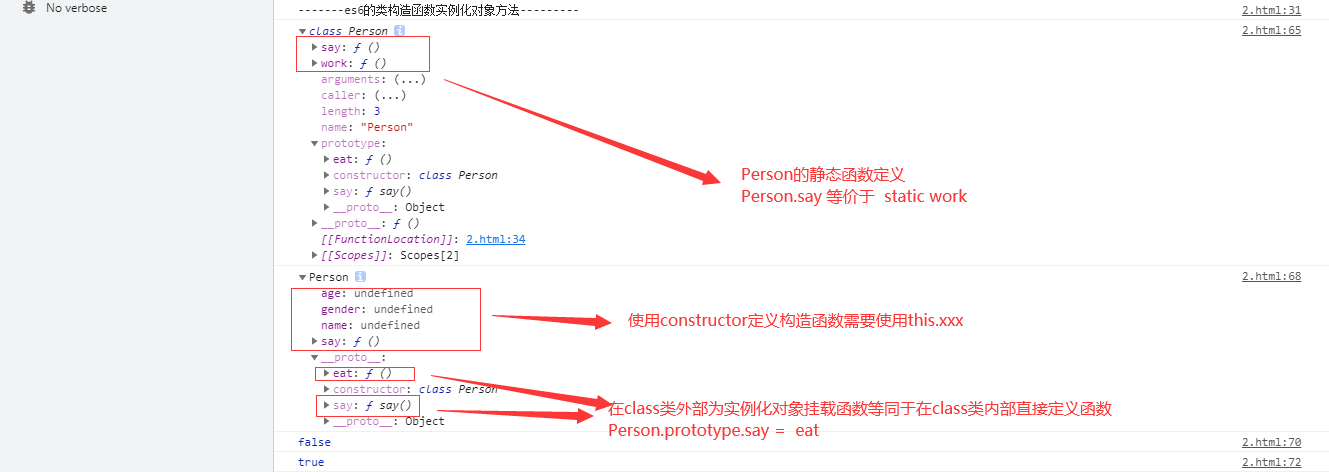 No verbose
-------es6的类构造函数实例化对象方法---------
2.html:31
class Person
2.html:65
say: ƒ ()
work: ƒ ()
arguments: (...)
caller: (...)
length: 3
name: "Person"
prototype:
eat: ƒ ()
constructor: class Person
say: ƒ say()
__proto__: Object
__proto__: ƒ ()
[[FunctionLocation]]: 2.html:34
[[Scopes]]: Scopes[2]
Person的静态函数定义
Person.say 等价于 static work
Person
2.html:68
age: undefined
gender: undefined
name: undefined
say: ƒ ()
使用constructor定义构造函数需要使用this.xxx
__proto__:
eat: ƒ ()
constructor: class Person
say: ƒ say()
__proto__: Object
在class类外部为实例化对象挂载函数等同于在class类内部直接定义函数
Person.prototype.say = eat
false
2.html:70
true
2.html:72